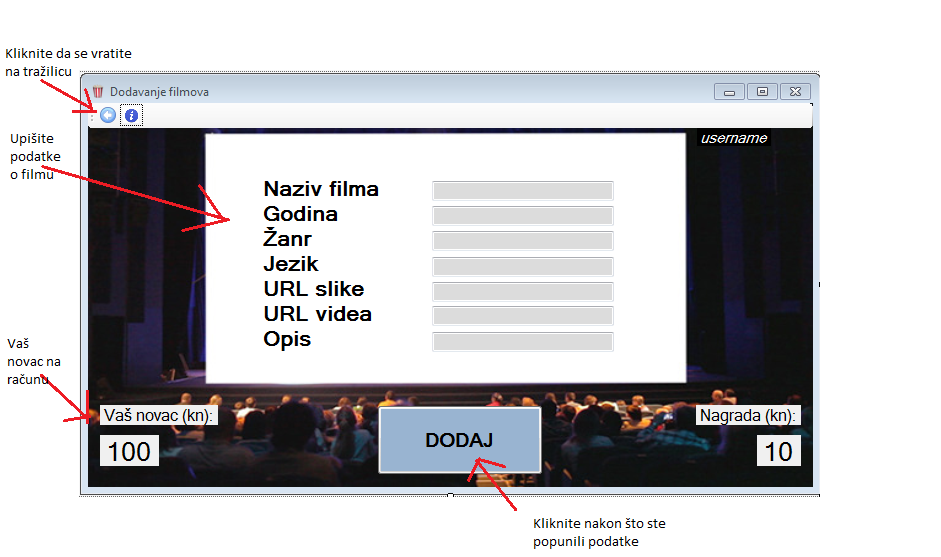 Kliknite da se vratite
na tražilicu
Dodavanje filmova
Upišite
podatke
o filmu
username
Naziv filma
Godina
Žanr
Jezik
URL slike
URL videa
Opis
Vaš
novac na
računu
Vaš novac (kn):
100
DODAJ
Nagrada (kn):
10
Kliknite nakon što ste
popunili podatke